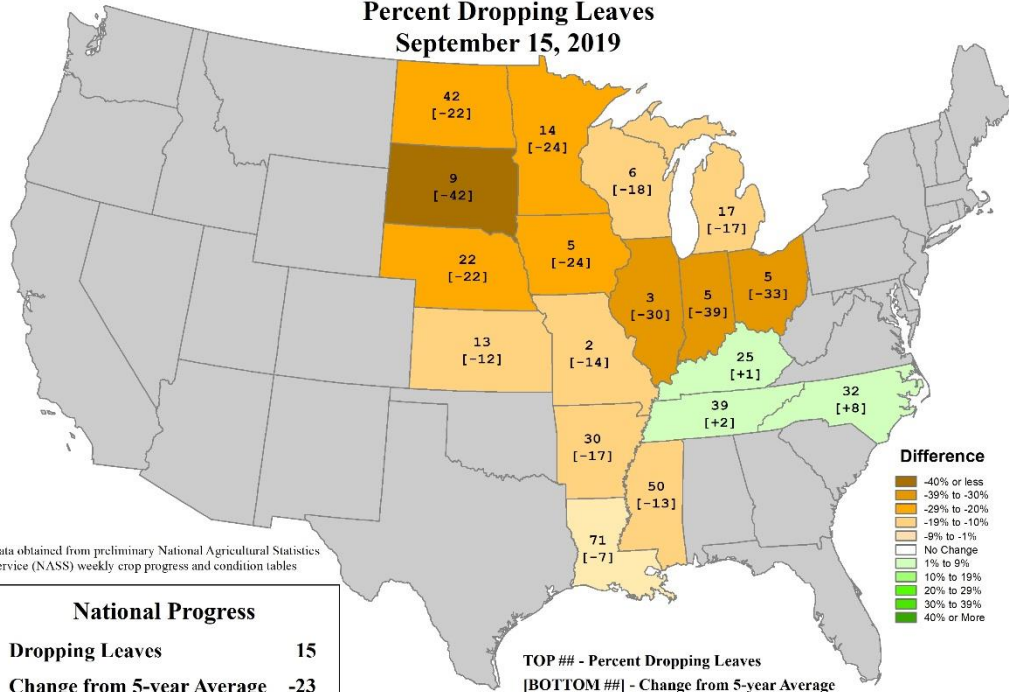 Percent Dropping Leaves
September 15, 2019
42
[-22]
14
[-24]
9
[-42]
6
[-18]
17
[-17]
22
[-22]
5
[-24]
3
[-30]
5
[-39]
5
[-33]
13
[-12]
2
[-14]
25
[+1]
39
[+2]
32
[+8]
30
[-17]
50
[-13]
71
[-7]
Difference
-40% or less
-39% to -30%
-29% to -20%
-19% to -10%
-9% to -1%
No Change
1% to 9%
10% to 19%
20% to 29%
30% to 39%
40% or More
ata obtained from preliminary National Agricultural Statistics
ervice (NASS) weekly crop progress and condition tables
National Progress
Dropping Leaves 15
Change from 5-year Average -23
TOP ## - Percent Dropping Leaves
[BOTTOM ##] - Change from 5-year Average